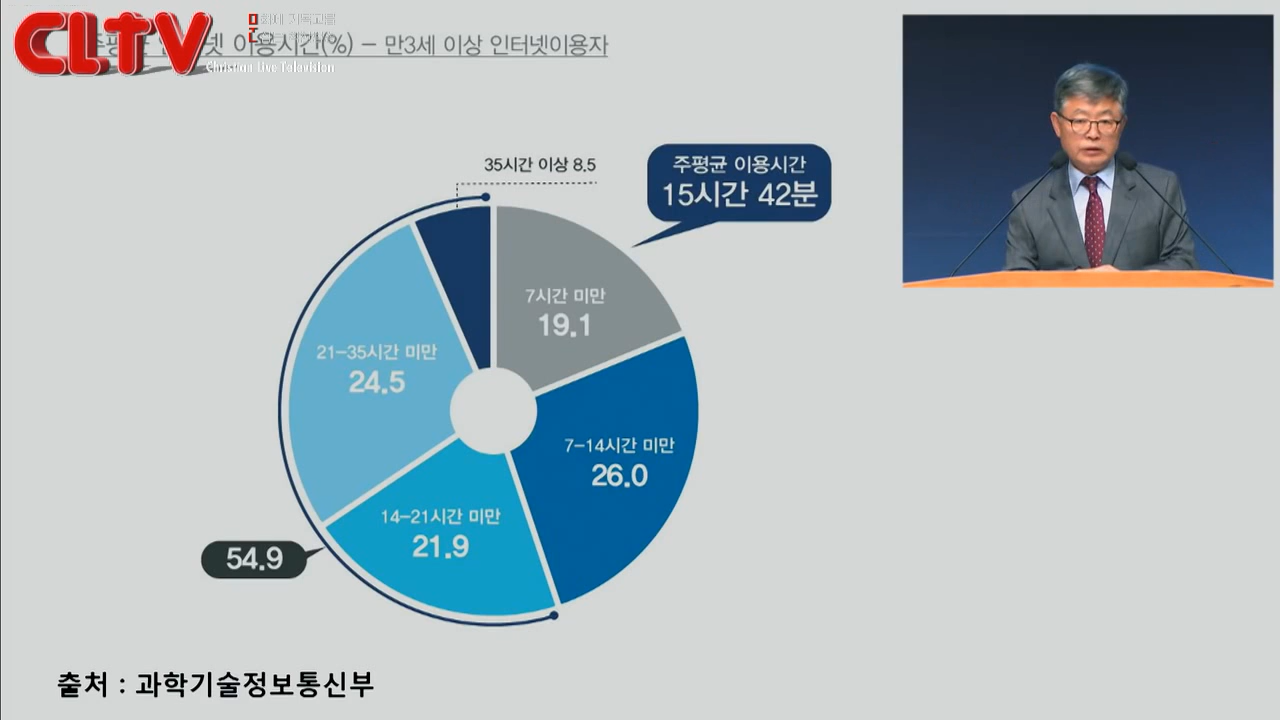 CLTV
Christian Live Television
이용시간(%) – 만3세 이상 인터넷이용자
35시간 이상 8.5
주평균 이용시간
15시간 42분
7시간 미만
19.1
21–35시간 미만
24.5
7–14시간 미만
26.0
14–21시간 미만
21.9
54.9
출처 : 과학기술정보통신부